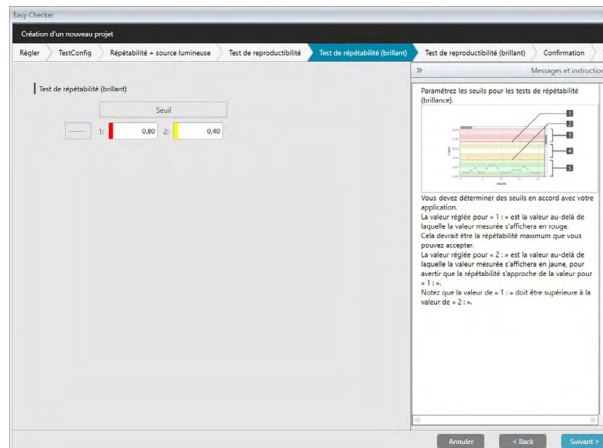 Easy Checker
Création d'un nouveau projet
Régler TestConfig Répétabilité + source lumineuse Test de reproductibilité Test de répétabilité (brillant) Test de reproductibilité (brillant) Confirmation
» Messages et instruction
Test de répétabilité (brillant)
Seuil
1: 0,80 2: 0,40
Paramétrez les seuils pour les tests de répétabilité
(brillance).
1
2
3
4
5
Vous devez déterminer des seuils en accord avec votre
application.
La valeur réglée pour « 1 : » est la valeur au-delà de
laquelle la valeur mesurée s'affichera en rouge.
Cela devrait être la répétabilité maximum que vous
pouvez accepter.
La valeur réglée pour « 2 : » est la valeur au-delà de
laquelle la valeur mesurée s'affichera en jaune, pour
avertir que la répétabilité s'approche de la valeur pour
« 1 : ».
Notez que la valeur de « 1 : » doit être supérieure à la
valeur de « 2 : ».
Annuler < Back Suivant >